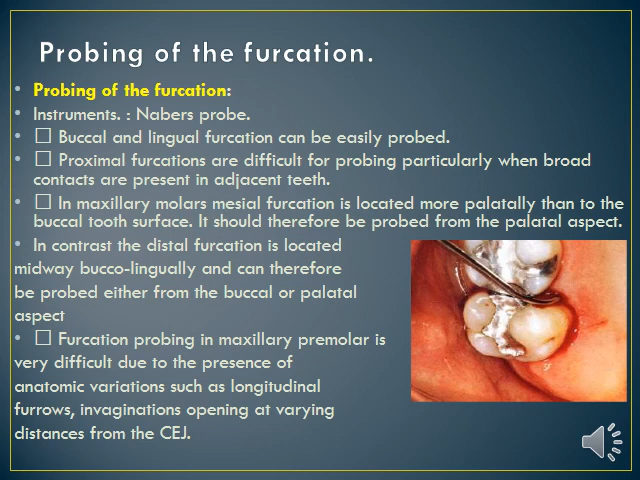 Probing of the furcation.
• Probing of the furcation:
• Instruments. : Nabers probe.
• □ Buccal and lingual furcation can be easily probed.
• □ Proximal furcations are difficult for probing particularly when broad
contacts are present in adjacent teeth.
• □ In maxillary molars mesial furcation is located more palatally than to the
buccal tooth surface. It should therefore be probed from the palatal aspect.
• In contrast the distal furcation is located
midway bucco-lingually and can therefore
be probed either from the buccal or palatal
aspect
• □ Furcation probing in maxillary premolar is
very difficult due to the presence of
anatomic variations such as longitudinal
furrows, invaginations opening at varying
distances from the CEJ.